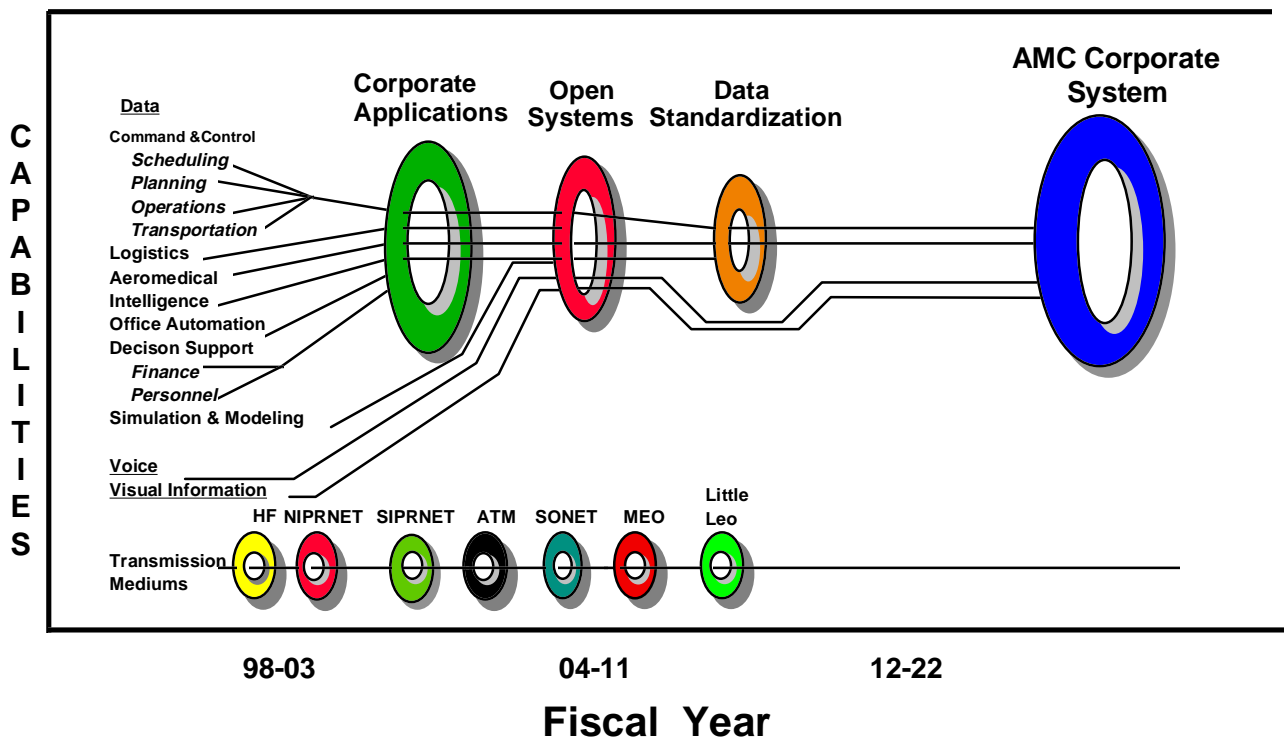 CAPABILITIES
Corporate
Applications
Open
Systems
Data
Standardization
AMC Corporate
System
Data
Command &Control
Scheduling
Planning
Operations
Transportation
Logistics
Aeromedical
Intelligence
Office Automation
Decison Support
Finance
Personnel
Simulation & Modeling
Voice
Visual Information
HF NIPRNET SIPRNET ATM SONET MEO Little
Leo
Transmission
Mediums
98-03 04-11 12-22
Fiscal Year